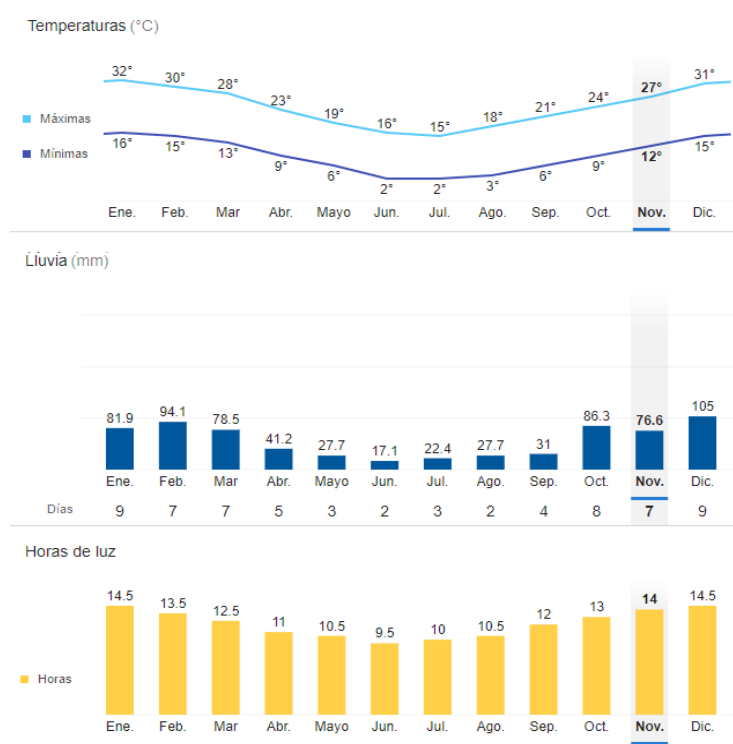 Temperaturas (°C)
32° 30° 28° 23° 19° 16° 15° 18° 21° 24° 27° 31°
Máximas
Mínimas
16° 15° 13° 9° 6° 2° 2° 3° 6° 9° 12° 15°
Ene. Feb. Mar Abr. Mayo Jun. Jul. Ago. Sep. Oct. Nov. Dic.
Lluvia (mm)
81.9 94.1 78.5 41.2 27.7 17.1 22.4 27.7 31 86.3 76.6 105
Ene. Feb. Mar Abr. Mayo Jun. Jul. Ago. Sep. Oct. Nov. Dic.
Días 9 7 7 5 3 2 3 2 4 8 7 9
Horas de luz
14.5 13.5 12.5 11 10.5 9.5 10 10.5 12 13 14 14.5
Horas
Ene. Feb. Mar Abr. Mayo Jun. Jul. Ago. Sep. Oct. Nov. Dic.